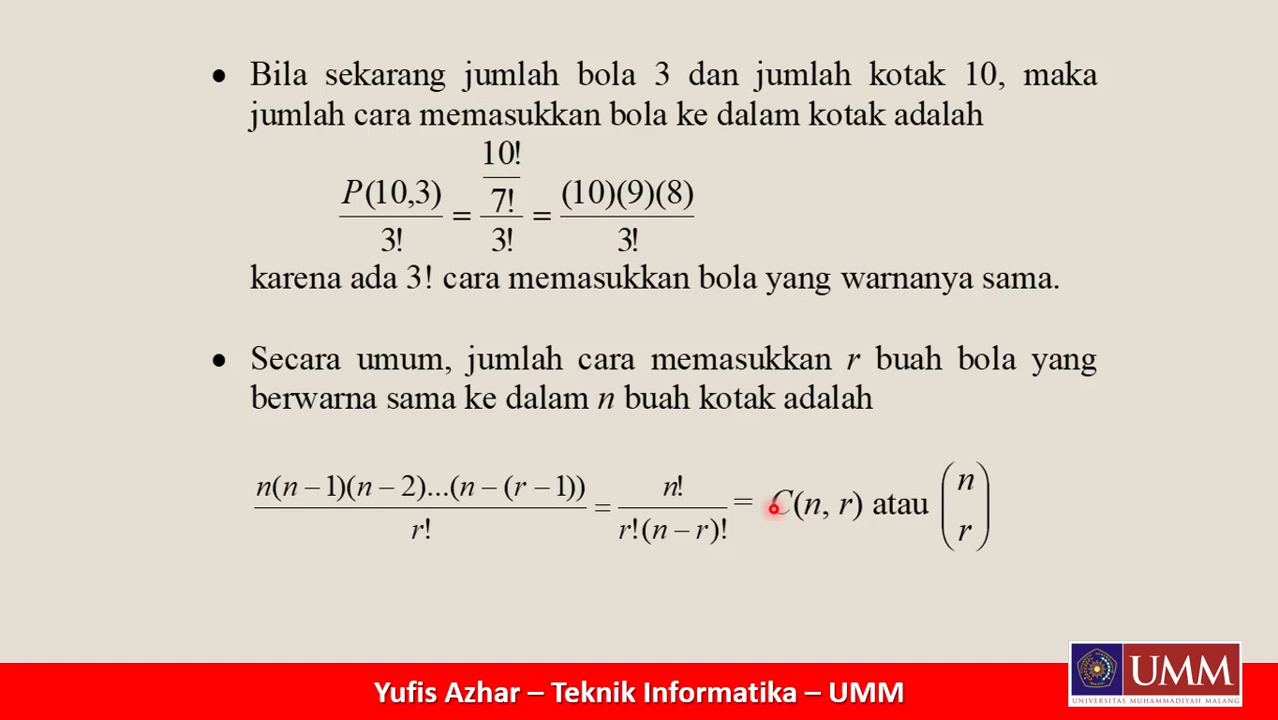 • Bila sekarang jumlah bola 3 dan jumlah kotak 10, maka
jumlah cara memasukkan bola ke dalam kotak adalah
P(10,3)/3! = (10!/7!)/3! = (10)(9)(8)/3!
karena ada 3! cara memasukkan bola yang warnanya sama.
• Secara umum, jumlah cara memasukkan r buah bola yang
berwarna sama ke dalam n buah kotak adalah
n(n – 1)(n – 2)...(n – (r – 1))/r! = n!/r!(n – r)! = C(n, r) atau (n r)
UMM
UNIVERSITAS MUHAMMADIYAH MALANG
Yufis Azhar – Teknik Informatika – UMM